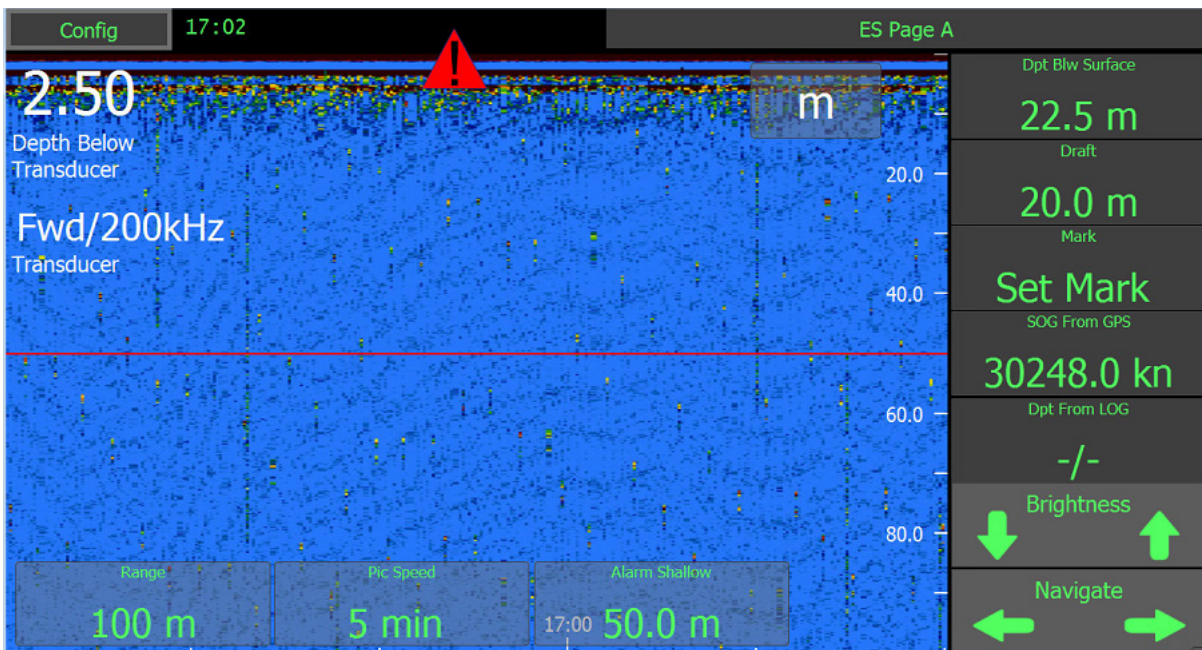 Config
17:02
ES Page A
2.50
Depth Below
Transducer
m
Fwd/200kHz
Transducer
20.0
40.0
60.0
80.0
Dpt Blw Surface
22.5 m
Draft
20.0 m
Mark
Set Mark
SOG From GPS
30248.0 kn
Dpt From LOG
-/-
Brightness
Navigate
Range
100 m
Pic Speed
5 min
Alarm Shallow
17:00 50.0 m